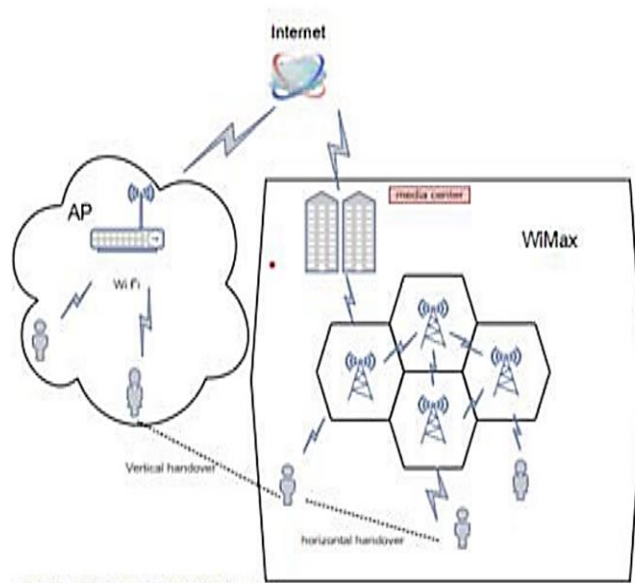 Internet
media center
AP
WiMax
Wi Fi
Vertical handover
horizontal handover